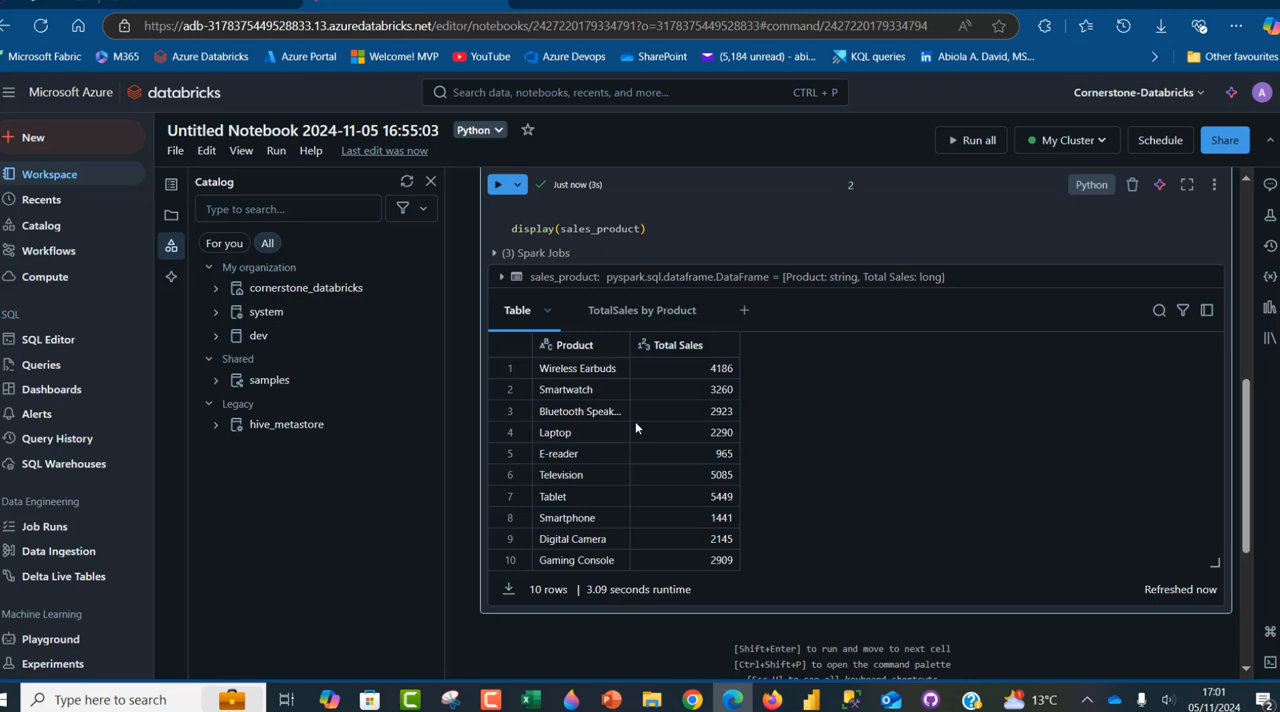 https://adb-3178375449528833.13.azuredatabricks.net/editor/notebooks/2427220179334791?o=3178375449528833#command/2427220179334794
Microsoft Fabric M365 Azure Databricks Azure Portal Welcome! MVP YouTube Azure Devops SharePoint (5,184 unread) - abi... KQL queries Abiola A. David, MS... Other favourites
Microsoft Azure databricks Search data, notebooks, recents, and more... CTRL + P Cornerstone-Databricks A
New
Workspace
Recents
Catalog
Workflows
Compute
SQL
SQL Editor
Queries
Dashboards
Alerts
Query History
SQL Warehouses
Data Engineering
Job Runs
Data Ingestion
Delta Live Tables
Machine Learning
Playground
Experiments
Untitled Notebook 2024-11-05 16:55:03 Python
File Edit View Run Help Last edit was now
Run all My Cluster Schedule Share
Catalog
Type to search...
For you All
My organization
cornerstone_databricks
system
dev
Shared
samples
Legacy
hive_metastore
Just now (3s) 2 Python
display(sales_product)
(3) Spark Jobs
sales_product: pyspark.sql.dataframe.DataFrame = [Product: string, Total Sales: long]
Table TotalSales by Product +
Product Total Sales
1 Wireless Earbuds 4186
2 Smartwatch 3260
3 Bluetooth Speak... 2923
4 Laptop 2290
5 E-reader 965
6 Television 5085
7 Tablet 5449
8 Smartphone 1441
9 Digital Camera 2145
10 Gaming Console 2909
10 rows | 3.09 seconds runtime Refreshed now
[Shift+Enter] to run and move to next cell
[Ctrl+Shift+P] to open the command palette
Type here to search 13°C 17:01
05/11/2024